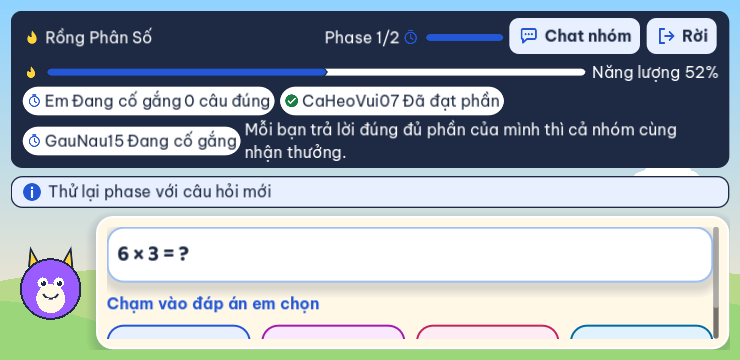 Rồng Phân Số
Phase 1/2
Chat nhóm
Rời
Năng lượng 52%
Em Đang cố gắng 0 câu đúng
CaHeoVui07 Đã đạt phần
GauNau15 Đang cố gắng
Mỗi bạn trả lời đúng đủ phần của mình thì cả nhóm cùng
nhận thưởng.
Thử lại phase với câu hỏi mới
6 × 3 = ?
Chạm vào đáp án em chọn